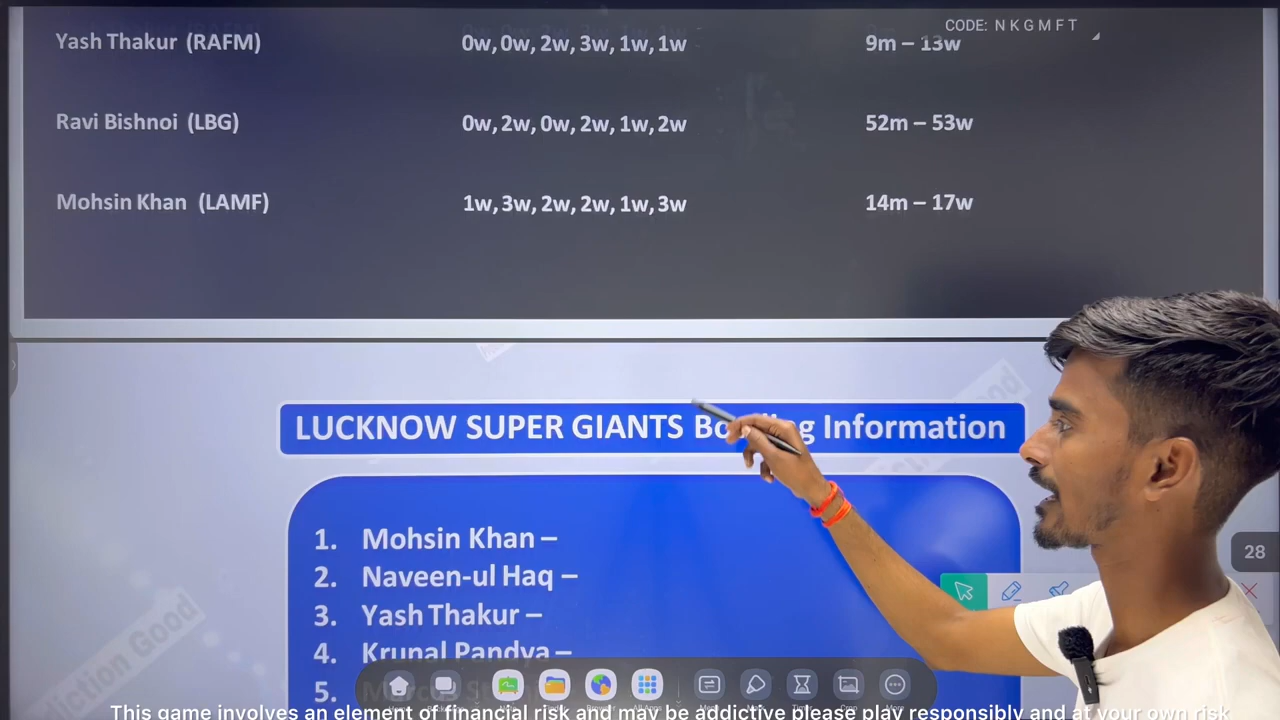 CODE: N K G M F T
Yash Thakur (RAFM) 0w, 0w, 2w, 3w, 1w, 1w 9m – 13w
Ravi Bishnoi (LBG) 0w, 2w, 0w, 2w, 1w, 2w 52m – 53w
Mohsin Khan (LAMF) 1w, 3w, 2w, 2w, 1w, 3w 14m – 17w
LUCKNOW SUPER GIANTS Information
1. Mohsin Khan –
2. Naveen-ul Haq –
3. Yash Thakur –
4. Krunal Pandya –
5.
28
diction Good
This game involves an element of financial risk and may be addictive please play responsibly and at your own risk